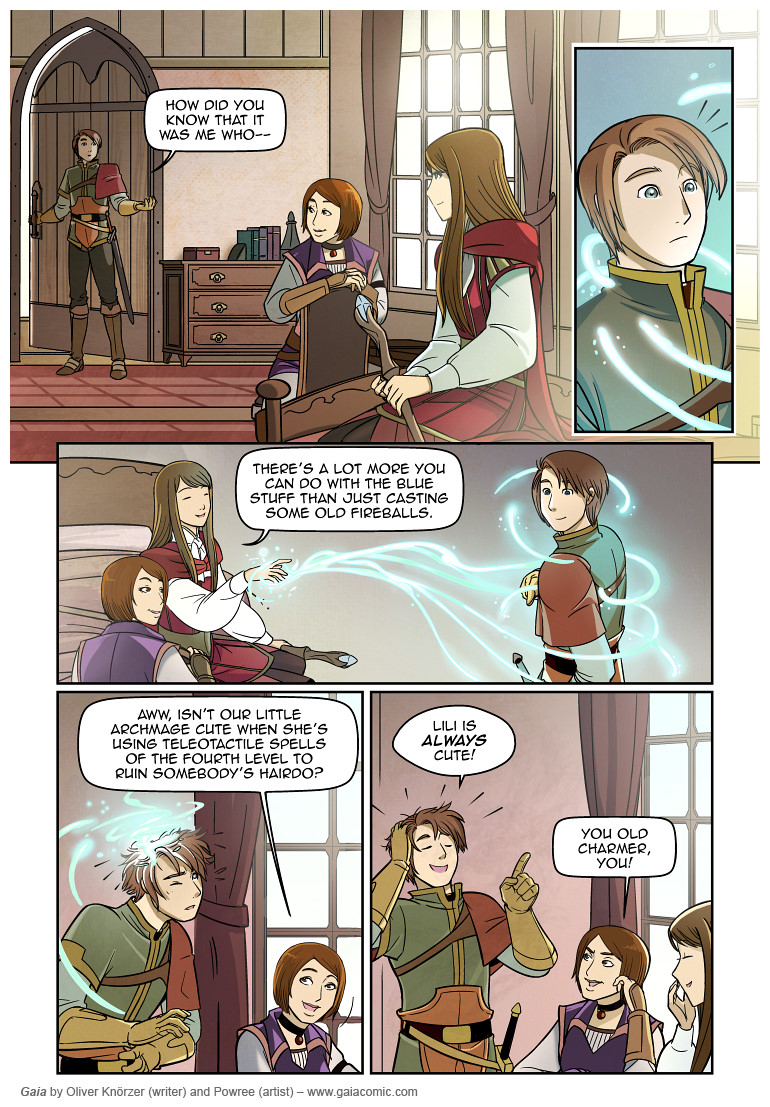 HOW DID YOU
KNOW THAT IT
WAS ME WHO--
THERE'S A LOT MORE YOU
CAN DO WITH THE BLUE
STUFF THAN JUST CASTING
SOME OLD FIREBALLS.
AWW, ISN'T OUR LITTLE
ARCHMAGE CUTE WHEN SHE'S
USING TELEOTACTILE SPELLS
OF THE FOURTH LEVEL TO
RUIN SOMEBODY'S HAIRDO?
LILI IS
ALWAYS
CUTE!
YOU OLD
CHARMER,
YOU!
Gaia by Oliver Knörzer (writer) and Powree (artist) – www.gaiacomic.com